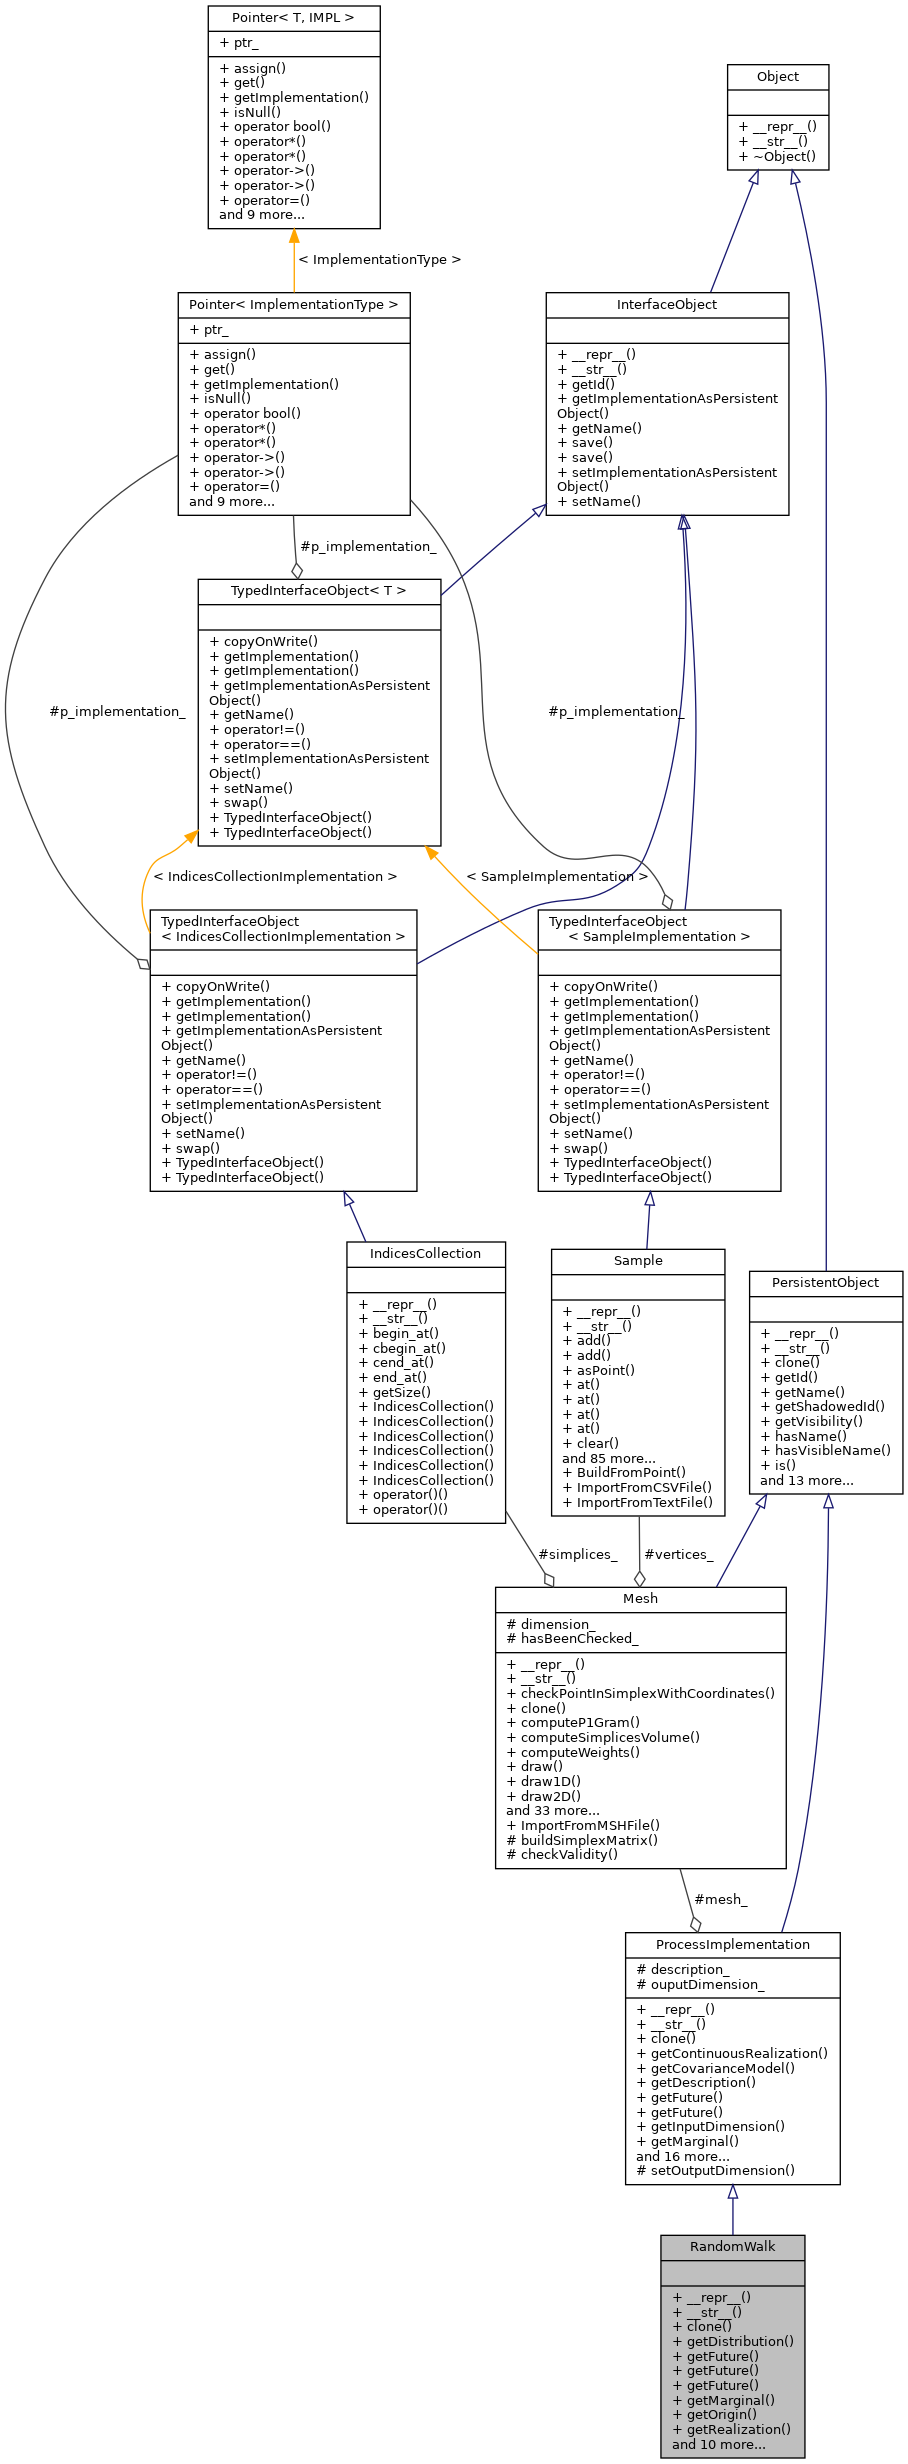 Pointer< T, IMPL >
+ ptr_
+ assign()
+ get()
+ getImplementation()
+ isNull()
+ operator bool()
+ operator*()
+ operator*()
+ operator->()
+ operator->()
+ operator=()
and 9 more...
Object
+ __repr__()
+ __str__()
+ ~Object()
< ImplementationType >
Pointer< ImplementationType >
+ ptr_
+ assign()
+ get()
+ getImplementation()
+ isNull()
+ operator bool()
+ operator*()
+ operator*()
+ operator->()
+ operator->()
+ operator=()
and 9 more...
InterfaceObject
+ __repr__()
+ __str__()
+ getId()
+ getImplementationAsPersistent
Object()
+ getName()
+ save()
+ save()
+ setImplementationAsPersistent
Object()
+ setName()
#p_implementation_
TypedInterfaceObject< T >
+ copyOnWrite()
+ getImplementation()
+ getImplementation()
+ getImplementationAsPersistent
Object()
+ getName()
+ operator!=()
+ operator==()
+ setImplementationAsPersistent
Object()
+ setName()
+ swap()
+ TypedInterfaceObject()
+ TypedInterfaceObject()
#p_implementation_
#p_implementation_
< IndicesCollectionImplementation >
< SampleImplementation >
TypedInterfaceObject
< IndicesCollectionImplementation >
+ copyOnWrite()
+ getImplementation()
+ getImplementation()
+ getImplementationAsPersistent
Object()
+ getName()
+ operator!=()
+ operator==()
+ setImplementationAsPersistent
Object()
+ setName()
+ swap()
+ TypedInterfaceObject()
+ TypedInterfaceObject()
TypedInterfaceObject
< SampleImplementation >
+ copyOnWrite()
+ getImplementation()
+ getImplementation()
+ getImplementationAsPersistent
Object()
+ getName()
+ operator!=()
+ operator==()
+ setImplementationAsPersistent
Object()
+ setName()
+ swap()
+ TypedInterfaceObject()
+ TypedInterfaceObject()
IndicesCollection
+ __repr__()
+ __str__()
+ begin_at()
+ cbegin_at()
+ cend_at()
+ end_at()
+ getSize()
+ IndicesCollection()
+ IndicesCollection()
+ IndicesCollection()
+ IndicesCollection()
+ IndicesCollection()
+ IndicesCollection()
+ operator()()
+ operator()()
Sample
+ __repr__()
+ __str__()
+ add()
+ add()
+ asPoint()
+ at()
+ at()
+ at()
+ at()
+ clear()
and 85 more...
+ BuildFromPoint()
+ ImportFromCSVFile()
+ ImportFromTextFile()
PersistentObject
+ __repr__()
+ __str__()
+ clone()
+ getId()
+ getName()
+ getShadowedId()
+ getVisibility()
+ hasName()
+ hasVisibleName()
+ is()
and 13 more...
#simplices_
#vertices_
Mesh
# dimension_
# hasBeenChecked_
+ __repr__()
+ __str__()
+ checkPointInSimplexWithCoordinates()
+ clone()
+ computeP1Gram()
+ computeSimplicesVolume()
+ computeWeights()
+ draw()
+ draw1D()
+ draw2D()
and 33 more...
+ ImportFromMSHFile()
# buildSimplexMatrix()
# checkValidity()
#mesh_
ProcessImplementation
# description_
# ouputDimension_
+ __repr__()
+ __str__()
+ clone()
+ getContinuousRealization()
+ getCovarianceModel()
+ getDescription()
+ getFuture()
+ getFuture()
+ getInputDimension()
+ getMarginal()
and 16 more...
# setOutputDimension()
RandomWalk
+ __repr__()
+ __str__()
+ clone()
+ getDistribution()
+ getFuture()
+ getFuture()
+ getFuture()
+ getMarginal()
+ getOrigin()
+ getRealization()
and 10 more...